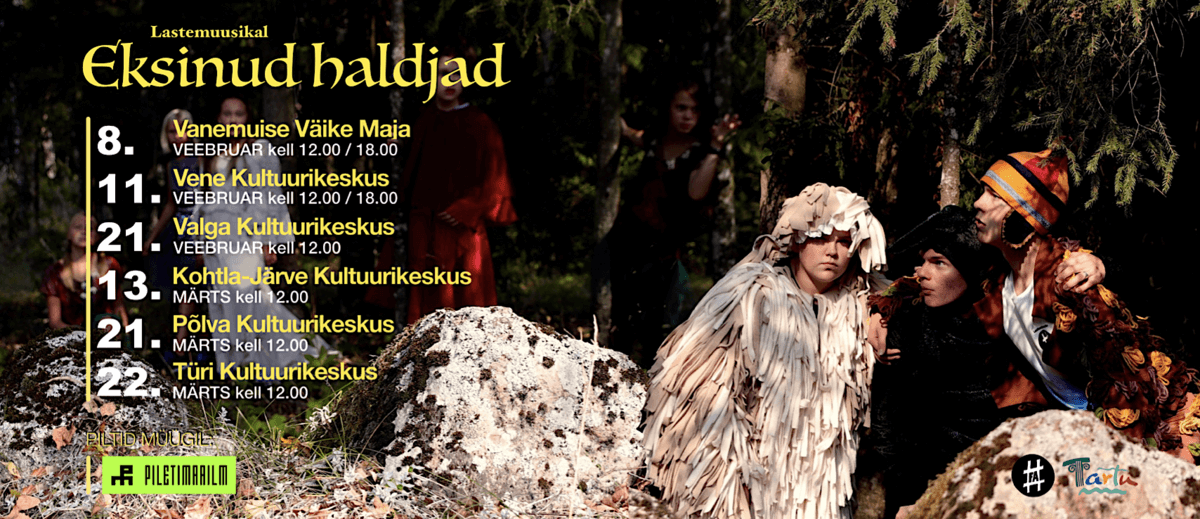 Lastemuusikal
Eksinud haldjad
8.
Vanemuise Väike Maja
VEEBRUAR kell 12.00 / 18.00
11.
Vene Kultuurikeskus
VEEBRUAR kell 12.00 / 18.00
21.
Valga Kultuurikeskus
VEEBRUAR kell 12.00
13.
Kohtla-Järve Kultuurikeskus
MÄRTS kell 12.00
21.
Põlva Kultuurikeskus
MÄRTS kell 12.00
22.
Türi Kultuurikeskus
MÄRTS kell 12.00
PILTID MÜÜGIL:
PILETIMAAILM
Tartu